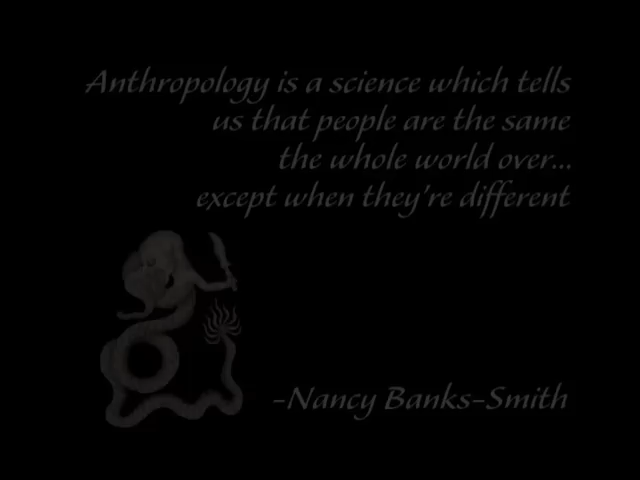 Anthropology is a science which tells
us that people are the same
the whole world over...
except when they're different
-Nancy Banks-Smith